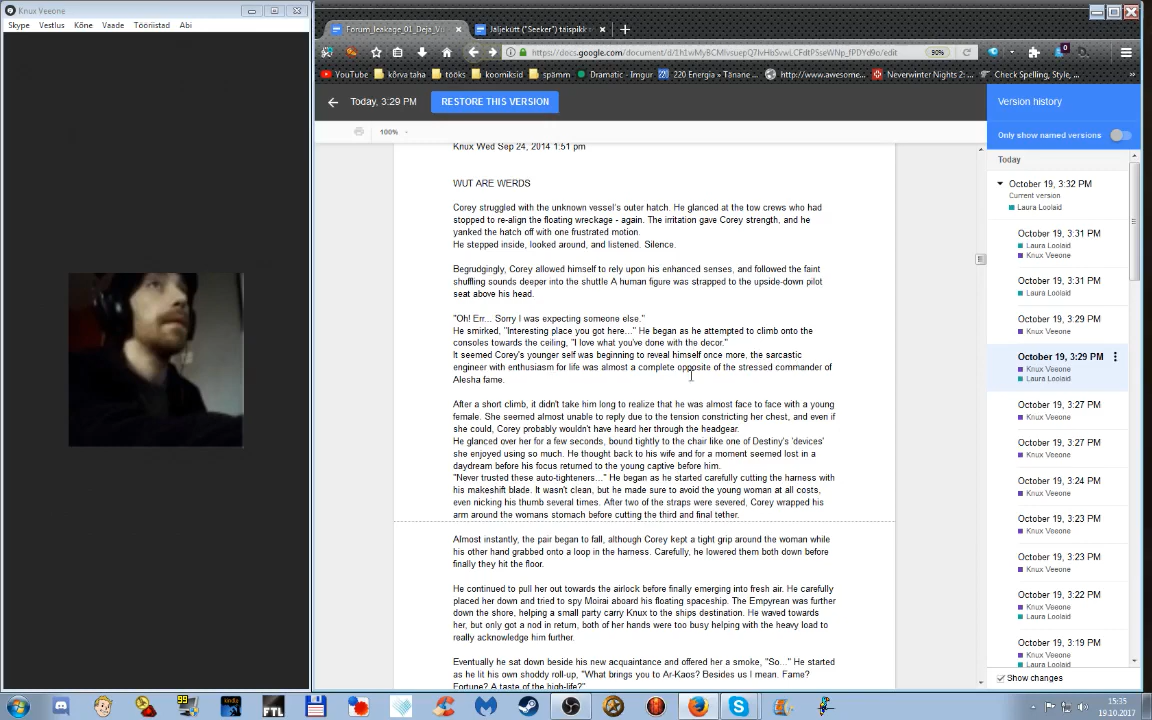 Knux Veeone
Skype Vestlus Kõne Vaade Tööriistad Abi
Forum_leakage_01_Deja_Vu
Jäljekütt ("Seeker") täispikk
https://docs.google.com/document/d/
90%
YouTube kõrva taha tööks koomiksid spämm Dramatic - Imgur 220 Energia » Tänane ... http://www.awesome... Neverwinter Nights 2: ... Check Spelling, Style, ...
Today, 3:29 PM
RESTORE THIS VERSION
100%
Knux Wed Sep 24, 2014 1:51 pm
WUT ARE WERDS
Corey struggled with the unknown vessel's outer hatch. He glanced at the tow crews who had
stopped to re-align the floating wreckage - again. The irritation gave Corey strength, and he
yanked the hatch off with one frustrated motion.
He stepped inside, looked around, and listened. Silence.
Begrudgingly, Corey allowed himself to rely upon his enhanced senses, and followed the faint
shuffling sounds deeper into the shuttle A human figure was strapped to the upside-down pilot
seat above his head.
"Oh! Err... Sorry I was expecting someone else."
He smirked, "Interesting place you got here..." He began as he attempted to climb onto the
consoles towards the ceiling, "I love what you've done with the decor."
It seemed Corey's younger self was beginning to reveal himself once more, the sarcastic
engineer with enthusiasm for life was almost a complete opposite of the stressed commander of
Alesha fame.
After a short climb, it didn't take him long to realize that he was almost face to face with a young
female. She seemed almost unable to reply due to the tension constricting her chest, and even if
she could, Corey probably wouldn't have heard her through the headgear.
He glanced over her for a few seconds, bound tightly to the chair like one of Destiny's 'devices'
she enjoyed using so much. He thought back to his wife and for a moment seemed lost in a
daydream before his focus returned to the young captive before him.
"Never trusted these auto-tighteners..." He began as he started carefully cutting the harness with
his makeshift blade. It wasn't clean, but he made sure to avoid the young woman at all costs,
even nicking his thumb several times. After two of the straps were severed, Corey wrapped his
arm around the womans stomach before cutting the third and final tether.
Almost instantly, the pair began to fall, although Corey kept a tight grip around the woman while
his other hand grabbed onto a loop in the harness. Carefully, he lowered them both down before
finally they hit the floor.
He continued to pull her out towards the airlock before finally emerging into fresh air. He carefully
placed her down and tried to spy Moirai aboard his floating spaceship. The Empyrean was further
down the shore, helping a small party carry Knux to the ships destination. He waved towards
her, but only got a nod in return, both of her hands were too busy helping with the heavy load to
really acknowledge him further.
Eventually he sat down beside his new acquaintance and offered her a smoke, "So..." He started
as he lit his own shoddy roll-up, "What brings you to Ar-Kaos? Besides us I mean. Fame?
Fortune? A taste of the high-life?"
Version history
Only show named versions
Today
October 19, 3:32 PM
Current version
Laura Loolaid
October 19, 3:31 PM
Laura Loolaid
Knux Veeone
October 19, 3:31 PM
Laura Loolaid
October 19, 3:29 PM
Knux Veeone
October 19, 3:29 PM
Knux Veeone
Laura Loolaid
October 19, 3:27 PM
Knux Veeone
October 19, 3:27 PM
Knux Veeone
October 19, 3:24 PM
Knux Veeone
October 19, 3:23 PM
Knux Veeone
October 19, 3:23 PM
Knux Veeone
October 19, 3:22 PM
Knux Veeone
Laura Loolaid
October 19, 3:19 PM
Knux Veeone
Laura Loolaid
Show changes
99
kindle
FTL
15:35
19.10.2017